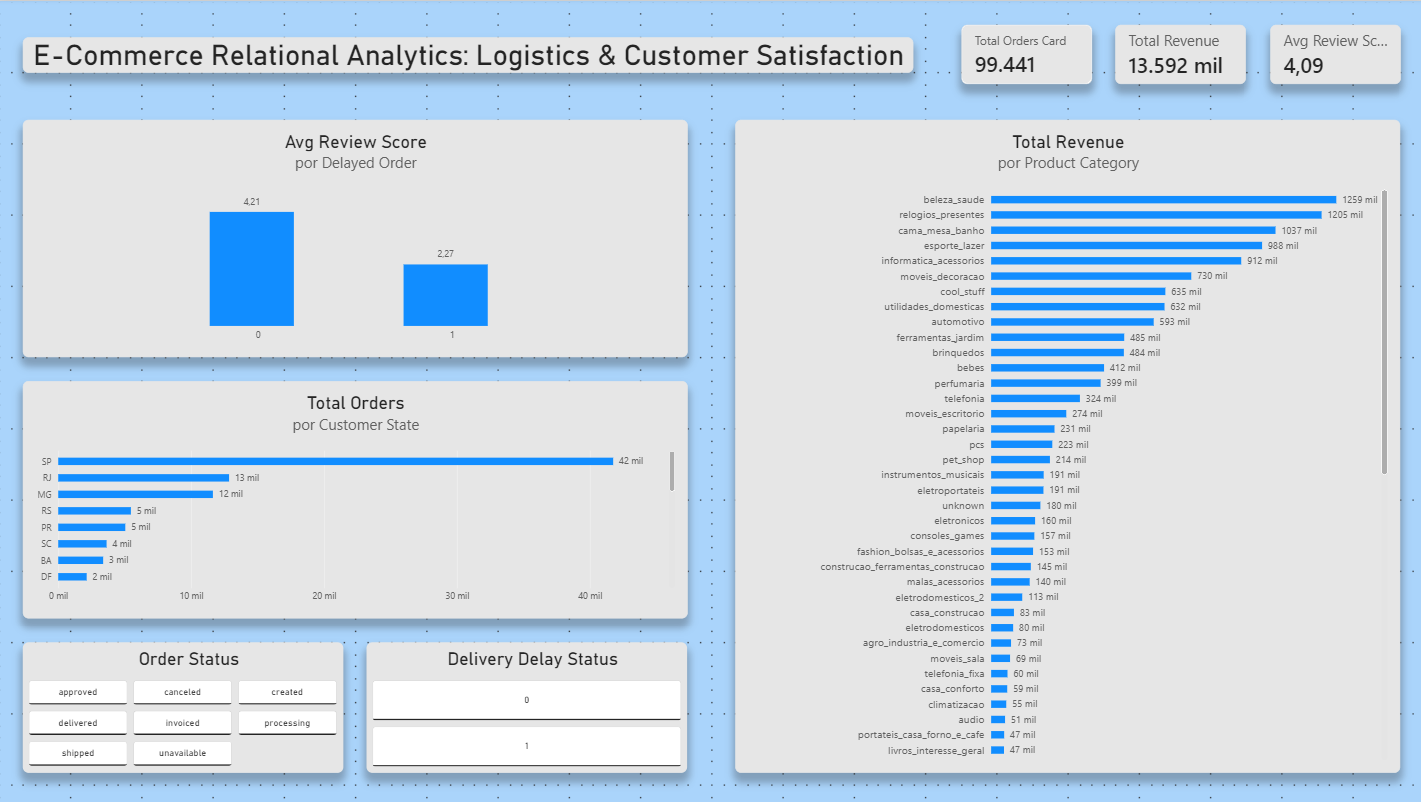 E-Commerce Relational Analytics: Logistics & Customer Satisfaction
Total Orders Card
99.441
Total Revenue
13.592 mil
Avg Review Sc...
4,09
Avg Review Score
por Delayed Order
4,21
2,27
0
1
Total Orders
por Customer State
SP 42 mil
RJ 13 mil
MG 12 mil
RS 5 mil
PR 5 mil
SC 4 mil
BA 3 mil
DF 2 mil
0 mil 10 mil 20 mil 30 mil 40 mil
Order Status
approved canceled created
delivered invoiced processing
shipped unavailable
Delivery Delay Status
0
1
Total Revenue
por Product Category
beleza_saude 1259 mil
relogios_presentes 1205 mil
cama_mesa_banho 1037 mil
esporte_lazer 988 mil
informatica_acessorios 912 mil
moveis_decoracao 730 mil
cool_stuff 635 mil
utilidades_domesticas 632 mil
automotivo 593 mil
ferramentas_jardim 485 mil
brinquedos 484 mil
bebes 412 mil
perfumaria 399 mil
telefonia 324 mil
moveis_escritorio 274 mil
papelaria 231 mil
pcs 223 mil
pet_shop 214 mil
instrumentos_musicais 191 mil
eletroportateis 191 mil
unknown 180 mil
eletronicos 160 mil
consoles_games 157 mil
fashion_bolsas_e_acessorios 153 mil
construcao_ferramentas_construcao 145 mil
malas_acessorios 140 mil
eletrodomesticos_2 113 mil
casa_construcao 83 mil
eletrodomesticos 80 mil
agro_industria_e_comercio 73 mil
moveis_sala 69 mil
telefonia_fixa 60 mil
casa_conforto 59 mil
climatizacao 55 mil
audio 51 mil
portateis_casa_forno_e_cafe 47 mil
livros_interesse_geral 47 mil